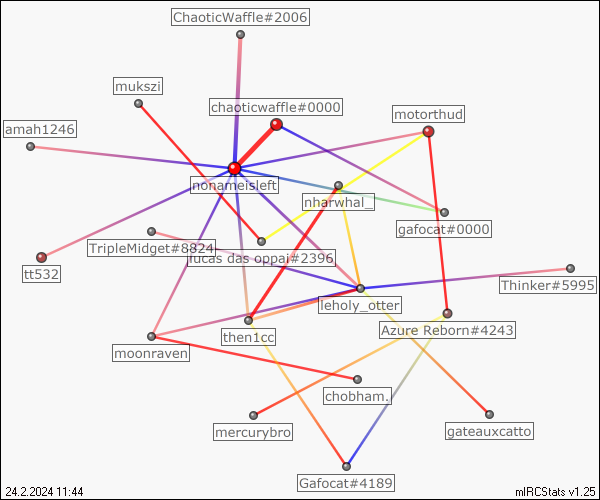 ChaoticWaffle#2006
mukszi
chaoticwaffle#0000
motorthud
amah1246
nonameisleft
nharwhal_
gafocat#0000
TripleMidget#8824
lucas das oppai#2396
tt532
Thinker#5995
leholy_otter
Azure Reborn#4243
then1cc
moonraven
chobham.
mercurybro
gateauxcatto
Gafocat#4189
24.2.2024 11:44
mIRCStats v1.25